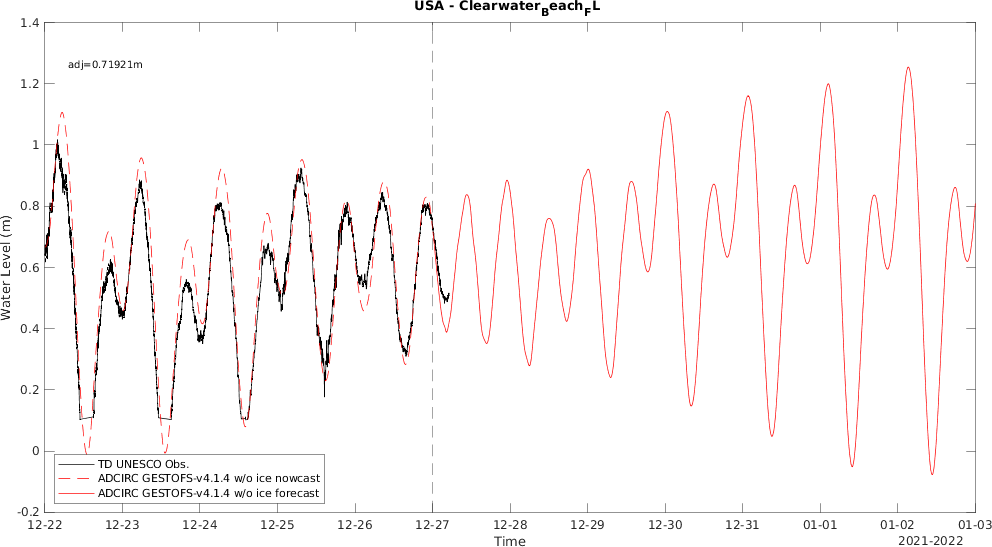 USA - Clearwater_Beach_FL
1.4
adj=0.71921m
1.2
1
0.8
0.6
0.4
0.2
0
-0.2
Water Level (m)
TD UNESCO Obs.
ADCIRC GESTOFS-v4.1.4 w/o ice nowcast
ADCIRC GESTOFS-v4.1.4 w/o ice forecast
12-22 12-23 12-24 12-25 12-26 12-27 12-28 12-29 12-30 12-31 01-01 01-02 01-03
Time
2021-2022